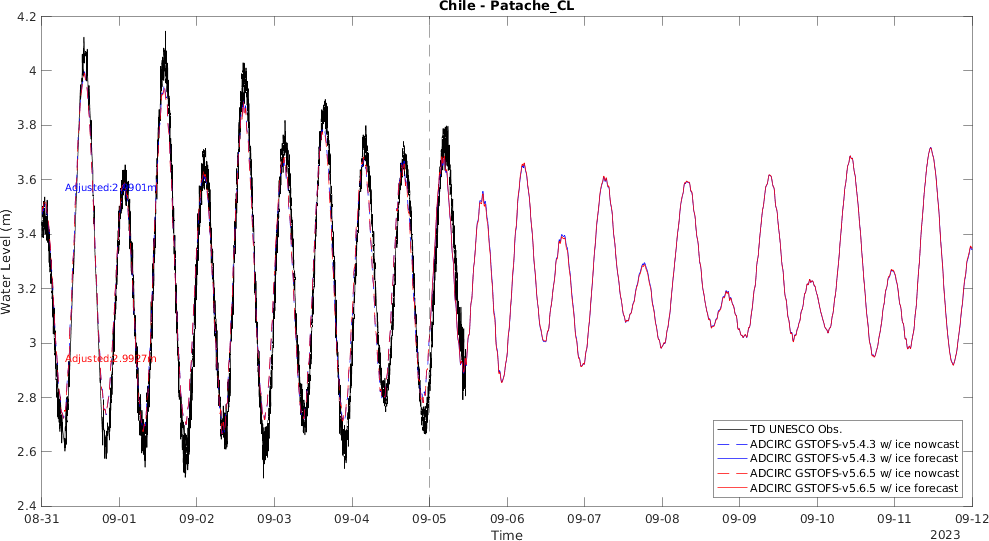 Chile - Patache_CL
Water Level (m)
4.2
4
3.8
3.6
3.4
3.2
3
2.8
2.6
2.4
Adjusted:2.9927m
TD UNESCO Obs.
ADCIRC GSTOFS-v5.4.3 w/ ice nowcast
ADCIRC GSTOFS-v5.4.3 w/ ice forecast
ADCIRC GSTOFS-v5.6.5 w/ ice nowcast
ADCIRC GSTOFS-v5.6.5 w/ ice forecast
08-31 09-01 09-02 09-03 09-04 09-05 09-06 09-07 09-08 09-09 09-10 09-11 09-12
Time
2023